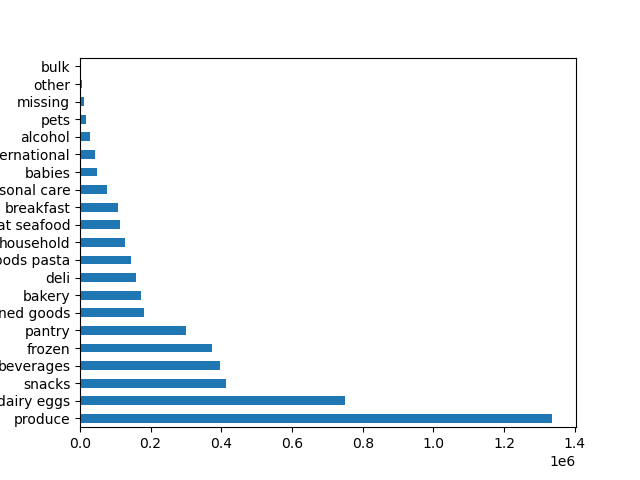 bulk
other
missing
pets
alcohol
ernational
babies
sonal care
breakfast
at seafood
household
oods pasta
deli
bakery
ned goods
pantry
frozen
beverages
snacks
dairy eggs
produce
0.0 0.2 0.4 0.6 0.8 1.0 1.2 1.4
1e6